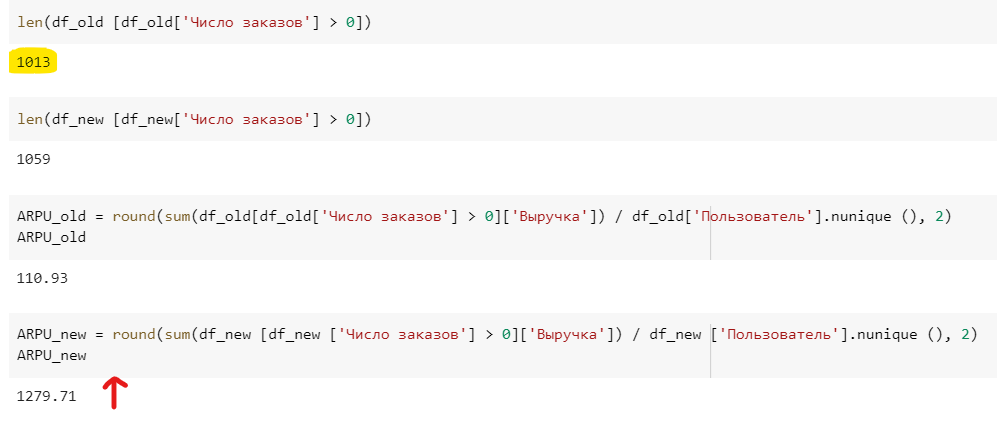 len(df_old [df_old['Число заказов'] > 0])
1013
len(df_new [df_new['Число заказов'] > 0])
1059
ARPU_old = round(sum(df_old[df_old['Число заказов'] > 0]['Выручка']) / df_old['Пользователь'].nunique (), 2)
ARPU_old
110.93
ARPU_new = round(sum(df_new [df_new ['Число заказов'] > 0]['Выручка']) / df_new ['Пользователь'].nunique (), 2)
ARPU_new
1279.71